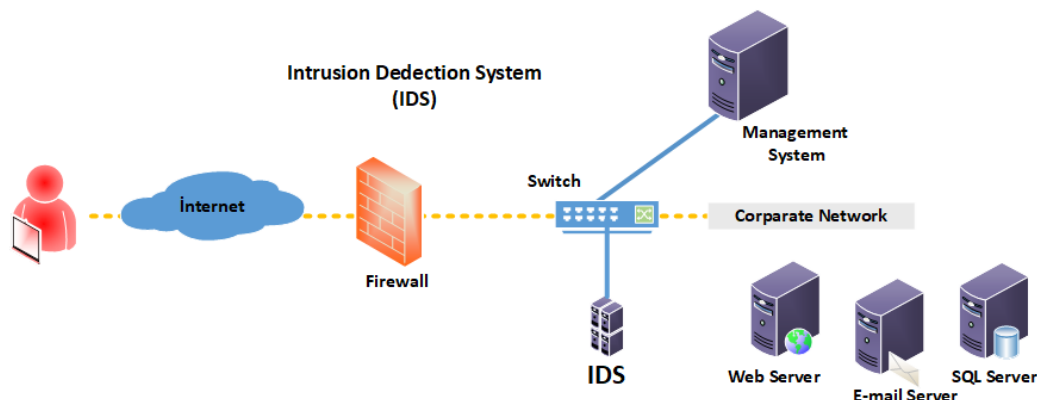 Intrusion Dedection System
(IDS)
Management
System
Switch
İnternet
Corparate Network
Firewall
IDS
Web Server
E-mail Server
SQL Server